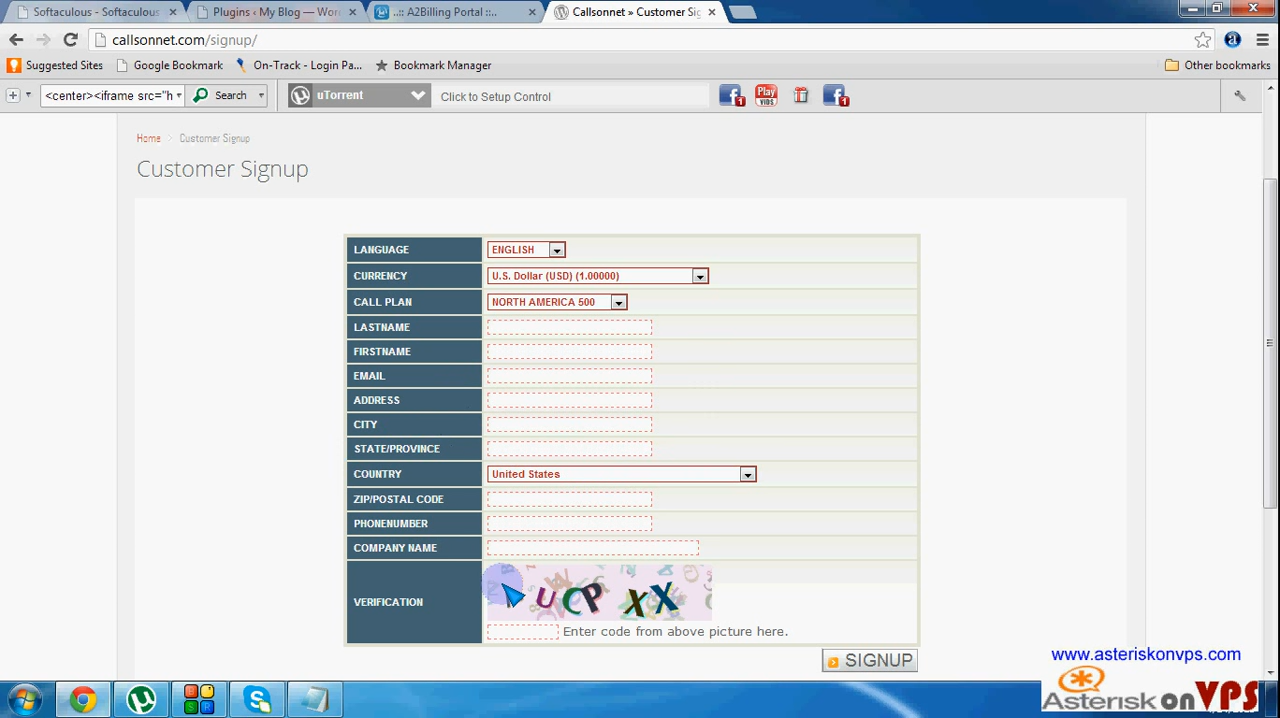 Softaculous - Softaculous
Plugins ‹ My Blog — Wor
..:: A2Billing Portal ::..
Callsonnet » Customer Sig
callsonnet.com/signup/
Suggested Sites
Google Bookmark
On-Track - Login Pa...
Bookmark Manager
Other bookmarks
<center><iframe src="h
Search
uTorrent
Click to Setup Control
1
Play
VIDS
1
Home > Customer Signup
Customer Signup
LANGUAGE ENGLISH
CURRENCY U.S. Dollar (USD) (1.00000)
CALL PLAN NORTH AMERICA 500
LASTNAME
FIRSTNAME
EMAIL
ADDRESS
CITY
STATE/PROVINCE
COUNTRY United States
ZIP/POSTAL CODE
PHONENUMBER
COMPANY NAME
VERIFICATION
U C P X X
Enter code from above picture here.
SIGNUP
www.asteriskonvps.com
Asterisk on VPS